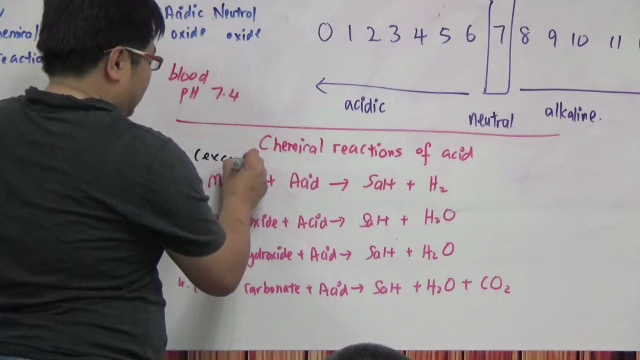 Acidic Neutral
oxide oxide
0 1 2 3 4 5 6 7 8 9 10 11
acidic neutral alkaline.
blood
pH 7.4
Chemical reactions of acid
+ Acid → Salt + H₂
oxide + Acid → Salt + H₂O
ydroxide + Acid → Salt + H₂O
carbonate + Acid → Salt + H₂O + CO₂